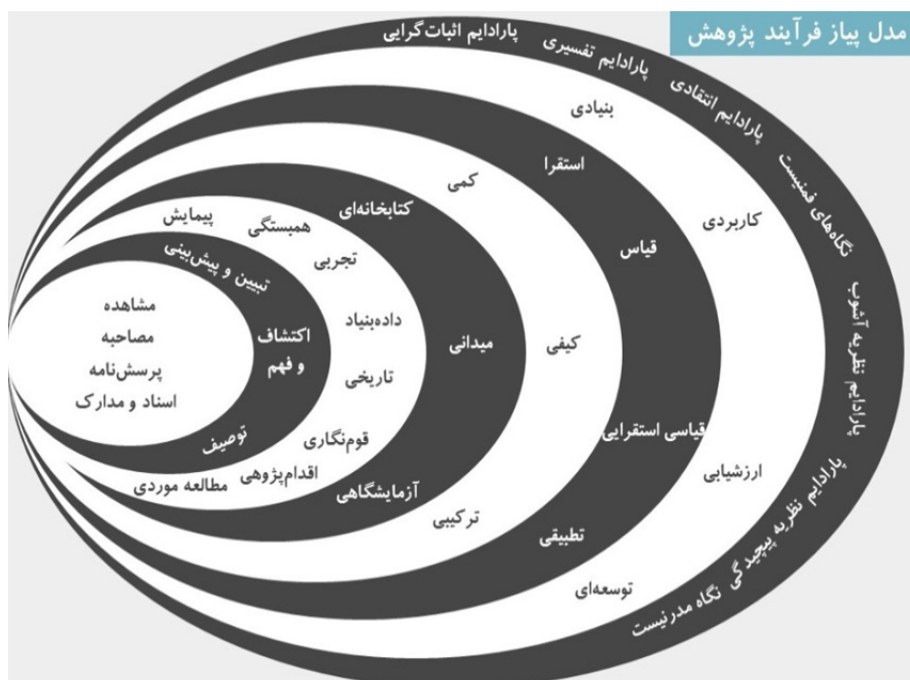 مدل پیاز فرآیند پژوهش
پارادایم اثبات‌گرایی
پارادایم تفسیری
پارادایم انتقادی
نگاه‌های فمنیست
پارادایم نظریه آشوب
پارادایم نظریه پیچیدگی
نگاه مدرنیست
بنیادی
کاربردی
ارزشیابی
توسعه‌ای
استقرا
قیاس
قیاسی استقرایی
تطبیقی
کمی
کیفی
ترکیبی
کتابخانه‌ای
میدانی
آزمایشگاهی
پیمایش
همبستگی
تجربی
داده‌بنیاد
تاریخی
قوم‌نگاری
اقدام‌پژوهی
مطالعه موردی
تبیین و پیش‌بینی
اکتشاف
و فهم
توصیف
مشاهده
مصاحبه
پرسش‌نامه
اسناد و مدارک